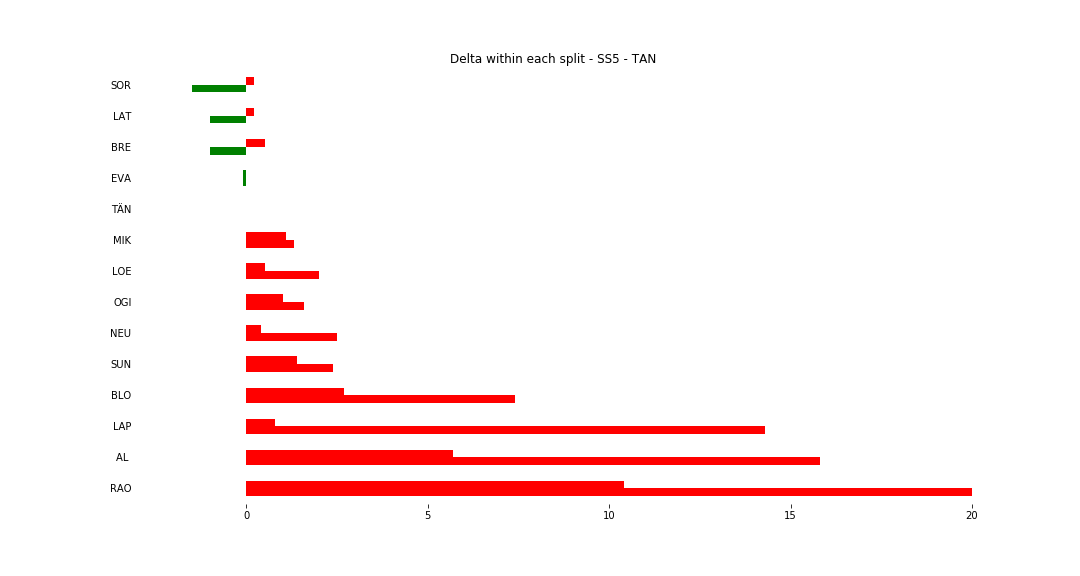 Delta within each split - SS5 - TAN
SOR
LAT
BRE
EVA
TÄN
MIK
LOE
OGI
NEU
SUN
BLO
LAP
AL
RAO
0 5 10 15 20